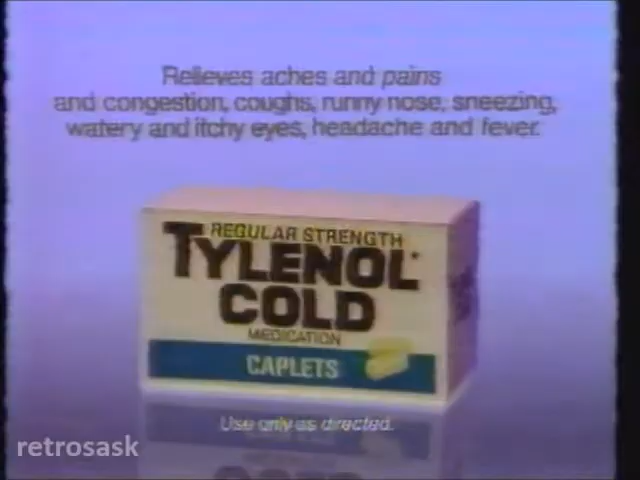 Relieves aches and pains
and congestion, coughs, runny nose, sneezing,
watery and itchy eyes, headache and fever.
REGULAR STRENGTH
TYLENOL
COLD
MEDICATION
CAPLETS
Use only as directed.
retrosask